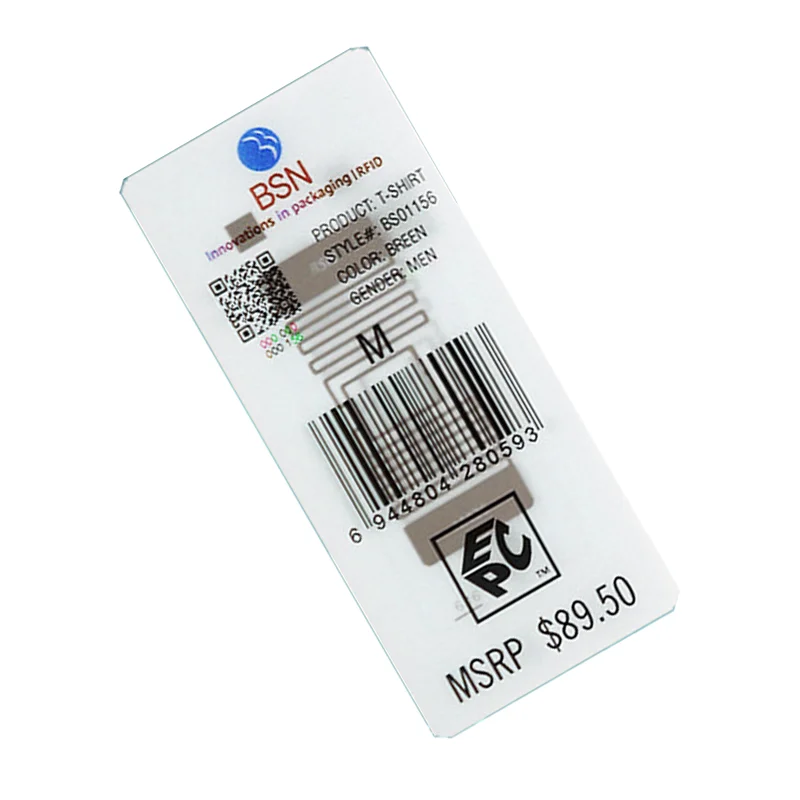 BSN
Innovations in packaging | RFID
PRODUCT: T-SHIRT
STYLE#: BS01156
COLOR: BREEN
GENDER: MEN
M
6 944804 280593
EPC
TM
MSRP $89.50